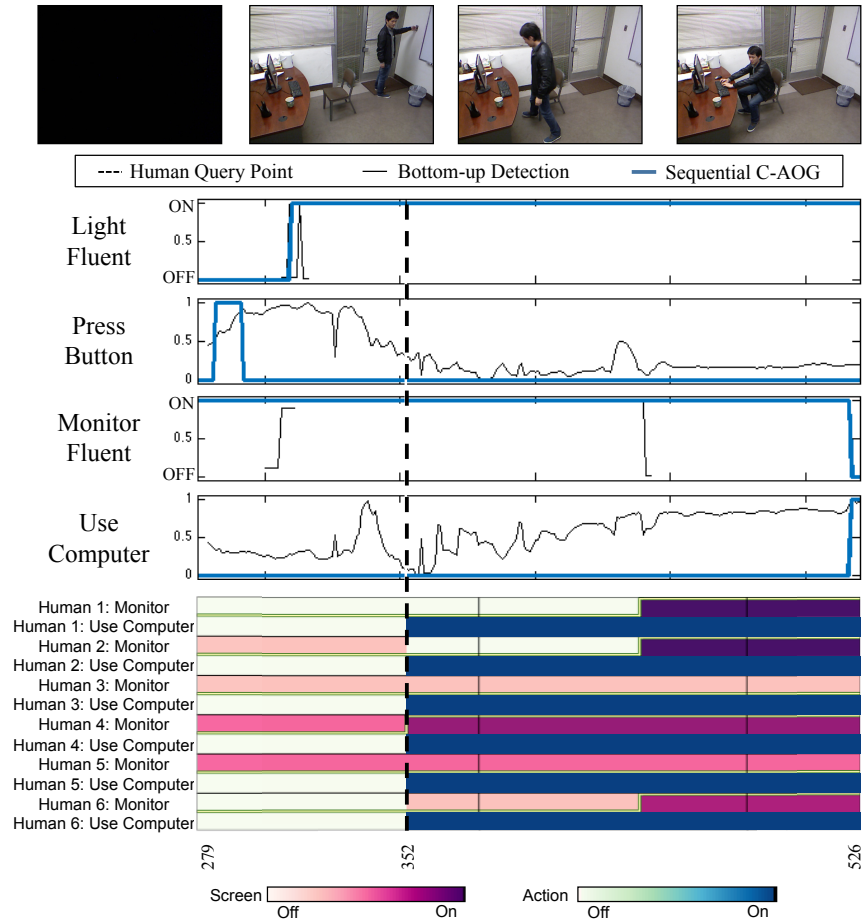 Human Query Point Bottom-up Detection Sequential C-AOG
Light
Fluent
ON
0.5
OFF
Press
Button
1
0.5
0
Monitor
Fluent
ON
0.5
OFF
Use
Computer
1
0.5
0
Human 1: Monitor
Human 1: Use Computer
Human 2: Monitor
Human 2: Use Computer
Human 3: Monitor
Human 3: Use Computer
Human 4: Monitor
Human 4: Use Computer
Human 5: Monitor
Human 5: Use Computer
Human 6: Monitor
Human 6: Use Computer
279 352 526
Screen Action
Off On Off On